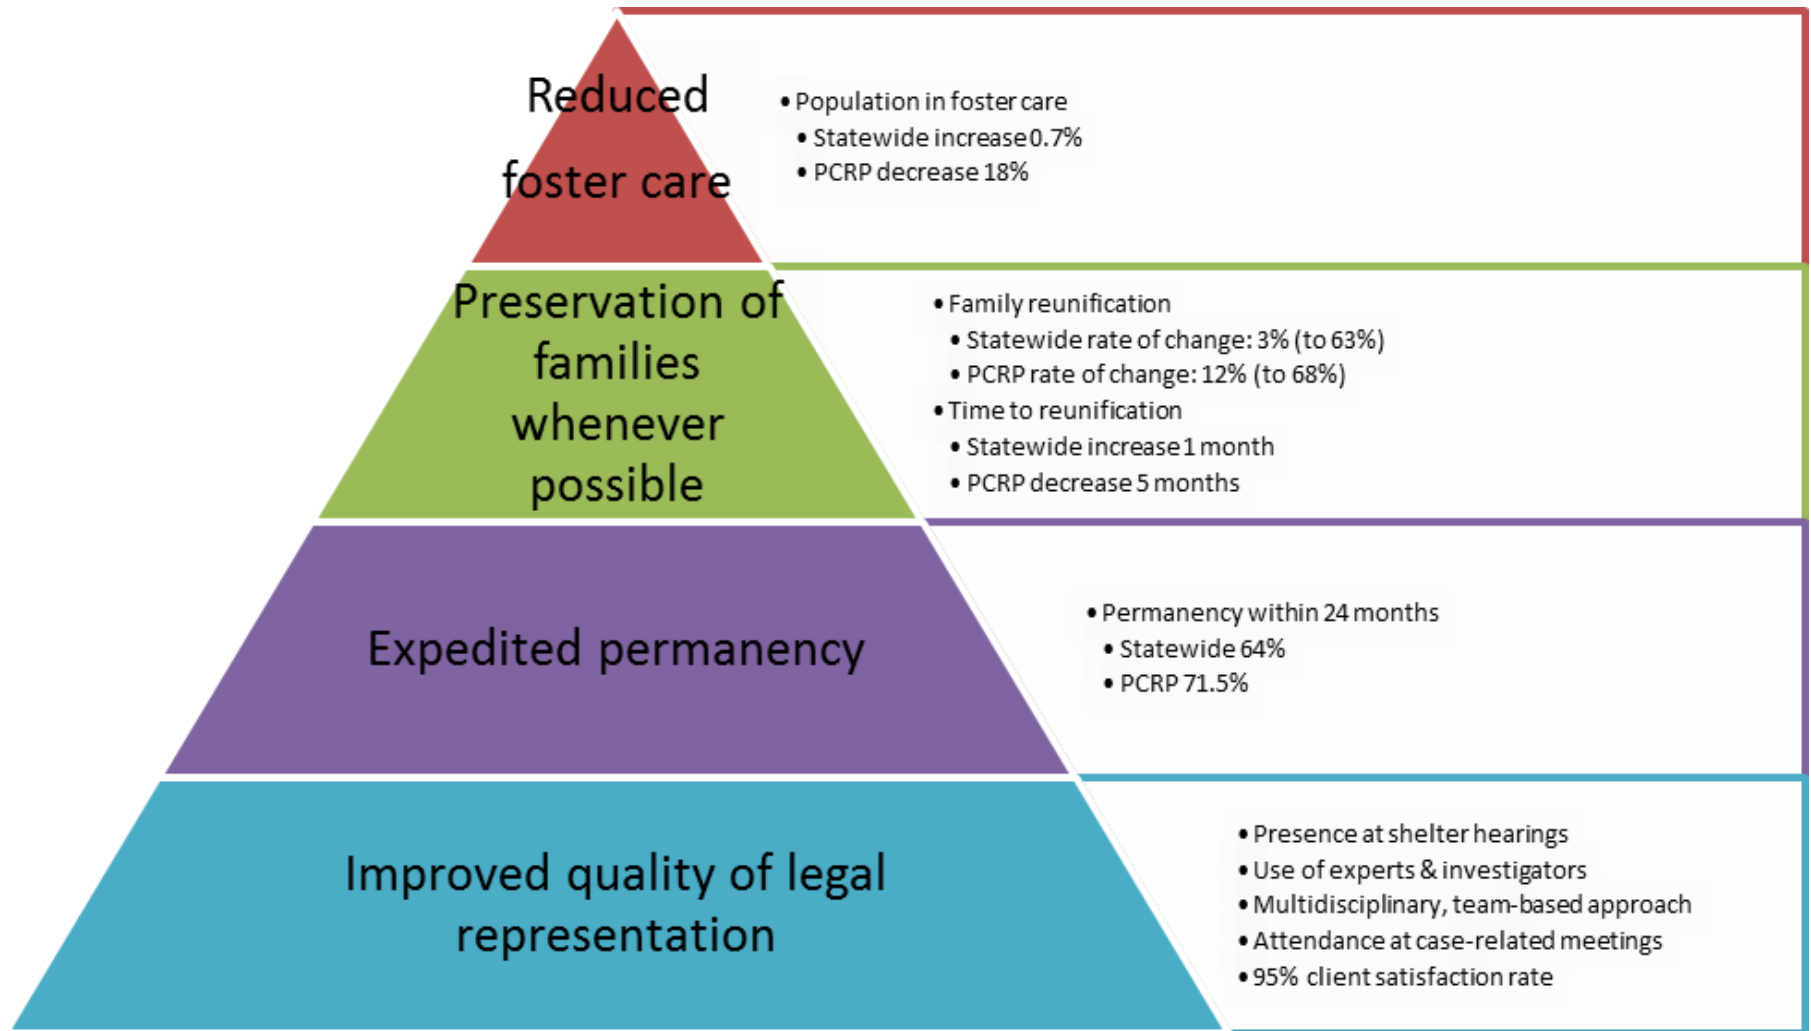 Reduced
foster care
• Population in foster care
• Statewide increase 0.7%
• PCRP decrease 18%
Preservation of
families
whenever
possible
• Family reunification
• Statewide rate of change: 3% (to 63%)
• PCRP rate of change: 12% (to 68%)
• Time to reunification
• Statewide increase 1 month
• PCRP decrease 5 months
Expedited permanency
• Permanency within 24 months
• Statewide 64%
• PCRP 71.5%
Improved quality of legal
representation
• Presence at shelter hearings
• Use of experts & investigators
• Multidisciplinary, team-based approach
• Attendance at case-related meetings
• 95% client satisfaction rate